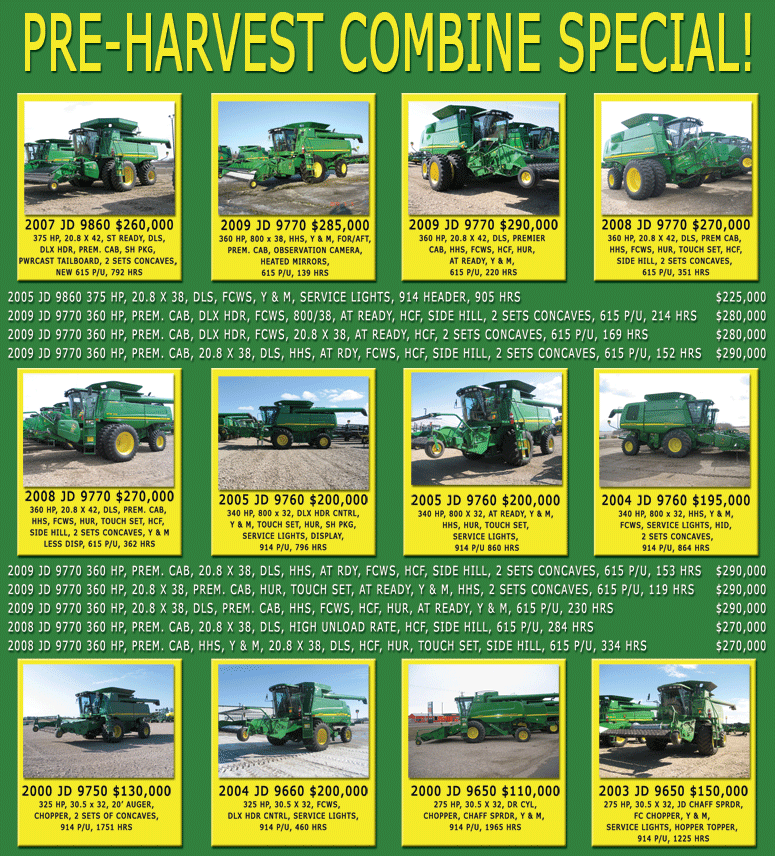 PRE-HARVEST COMBINE SPECIAL!
2007 JD 9860 $260,000
375 HP, 20.8 X 42, ST READY, DLS,
DLX HDR, PREM. CAB, SH PKG,
PWRCAST TAILBOARD, 2 SETS CONCAVES,
NEW 615 P/U, 792 HRS
2009 JD 9770 $285,000
360 HP, 800 x 38, HHS, Y & M, FOR/AFT,
PREM. CAB, OBSERVATION CAMERA,
HEATED MIRRORS,
615 P/U, 139 HRS
2009 JD 9770 $290,000
360 HP, 20.8 X 42, DLS, PREMIER
CAB, HHS, FCWS, HCF, HUR,
AT READY, Y & M,
615 P/U, 220 HRS
2008 JD 9770 $270,000
360 HP, 20.8 X 42, DLS, PREM CAB,
HHS, FCWS, HUR, TOUCH SET, HCF,
SIDE HILL, 2 SETS CONCAVES,
615 P/U, 351 HRS
2005 JD 9860 375 HP, 20.8 X 38, DLS, FCWS, Y & M, SERVICE LIGHTS, 914 HEADER, 905 HRS $225,000
2009 JD 9770 360 HP, PREM. CAB, DLX HDR, FCWS, 800/38, AT READY, HCF, SIDE HILL, 2 SETS CONCAVES, 615 P/U, 214 HRS $280,000
2009 JD 9770 360 HP, PREM. CAB, DLX HDR, FCWS, 20.8 X 38, AT READY, HCF, 2 SETS CONCAVES, 615 P/U, 169 HRS $280,000
2009 JD 9770 360 HP, PREM. CAB, 20.8 X 38, DLS, HHS, AT RDY, FCWS, HCF, SIDE HILL, 2 SETS CONCAVES, 615 P/U, 152 HRS $290,000
2008 JD 9770 $270,000
360 HP, 20.8 X 42, DLS, PREM. CAB,
HHS, FCWS, HUR, TOUCH SET, HCF,
SIDE HILL, 2 SETS CONCAVES, Y & M
LESS DISP, 615 P/U, 362 HRS
2005 JD 9760 $200,000
340 HP, 800 x 32, DLX HDR CNTRL,
Y & M, TOUCH SET, HUR, SH PKG,
SERVICE LIGHTS, DISPLAY,
914 P/U, 796 HRS
2005 JD 9760 $200,000
340 HP, 800 X 32, AT READY, Y & M,
HHS, HUR, TOUCH SET,
SERVICE LIGHTS,
914 P/U 860 HRS
2004 JD 9760 $195,000
340 HP, 800 x 32, HHS, Y & M,
FCWS, SERVICE LIGHTS, HID,
2 SETS CONCAVES,
914 P/U, 864 HRS
2009 JD 9770 360 HP, PREM. CAB, 20.8 X 38, DLS, HHS, AT RDY, FCWS, HCF, SIDE HILL, 2 SETS CONCAVES, 615 P/U, 153 HRS $290,000
2009 JD 9770 360 HP, 20.8 X 38, PREM. CAB, HUR, TOUCH SET, AT READY, Y & M, HHS, 2 SETS CONCAVES, 615 P/U, 119 HRS $290,000
2009 JD 9770 360 HP, 20.8 X 38, DLS, PREM. CAB, HHS, FCWS, HCF, HUR, AT READY, Y & M, 615 P/U, 230 HRS $290,000
2008 JD 9770 360 HP, PREM. CAB, 20.8 X 38, DLS, HIGH UNLOAD RATE, HCF, SIDE HILL, 615 P/U, 284 HRS $270,000
2008 JD 9770 360 HP, PREM. CAB, HHS, Y & M, 20.8 X 38, DLS, HCF, HUR, TOUCH SET, SIDE HILL, 615 P/U, 334 HRS $270,000
2000 JD 9750 $130,000
325 HP, 30.5 x 32, 20' AUGER,
CHOPPER, 2 SETS OF CONCAVES,
914 P/U, 1751 HRS
2004 JD 9660 $200,000
325 HP, 30.5 X 32, FCWS,
DLX HDR CNTRL, SERVICE LIGHTS,
914 P/U, 460 HRS
2000 JD 9650 $110,000
275 HP, 30.5 X 32, DR CYL,
CHOPPER, CHAFF SPRDR, Y & M,
914 P/U, 1965 HRS
2003 JD 9650 $150,000
275 HP, 30.5 X 32, JD CHAFF SPRDR,
FC CHOPPER, Y & M,
SERVICE LIGHTS, HOPPER TOPPER,
914 P/U, 1225 HRS